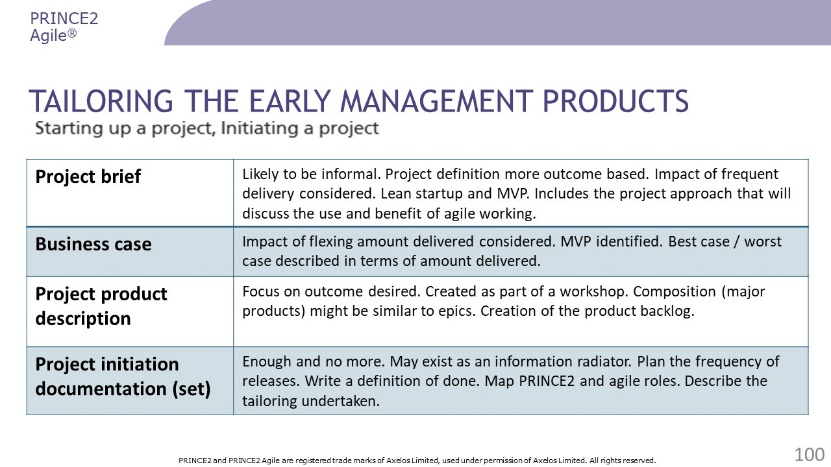 PRINCE2
Agile®
TAILORING THE EARLY MANAGEMENT PRODUCTS
Starting up a project, Initiating a project
Project brief
Likely to be informal. Project definition more outcome based. Impact of frequent
delivery considered. Lean startup and MVP. Includes the project approach that will
discuss the use and benefit of agile working.
Business case
Impact of flexing amount delivered considered. MVP identified. Best case / worst
case described in terms of amount delivered.
Project product
description
Focus on outcome desired. Created as part of a workshop. Composition (major
products) might be similar to epics. Creation of the product backlog.
Project initiation
documentation (set)
Enough and no more. May exist as an information radiator. Plan the frequency of
releases. Write a definition of done. Map PRINCE2 and agile roles. Describe the
tailoring undertaken.
PRINCE2 and PRINCE2 Agile are registered trade marks of Axelos Limited, used under permission of Axelos Limited. All rights reserved.
100